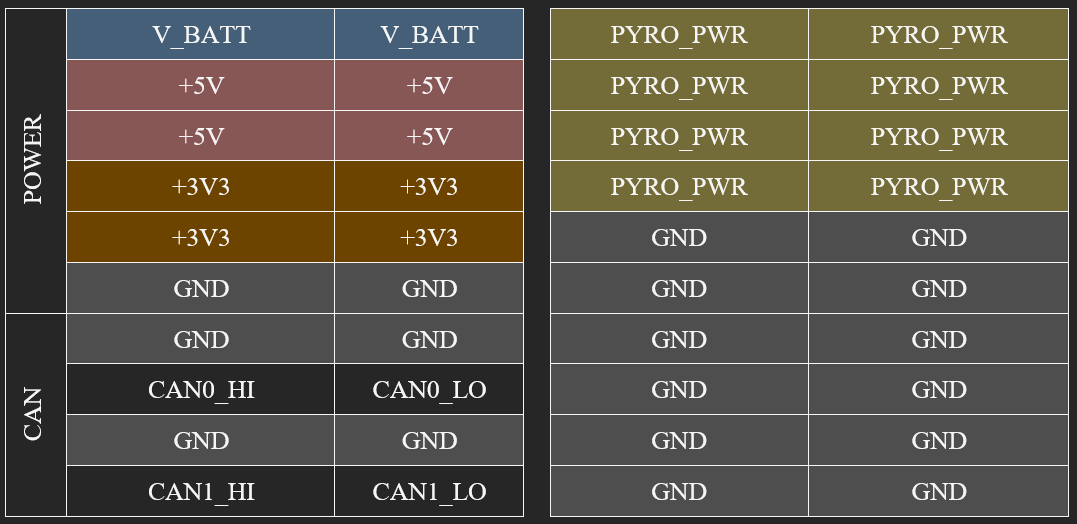 POWER
V_BATT V_BATT PYRO_PWR PYRO_PWR
+5V +5V PYRO_PWR PYRO_PWR
+5V +5V PYRO_PWR PYRO_PWR
+3V3 +3V3 PYRO_PWR PYRO_PWR
+3V3 +3V3 GND GND
GND GND GND GND
CAN
GND GND GND GND
CAN0_HI CAN0_LO GND GND
GND GND GND GND
CAN1_HI CAN1_LO GND GND